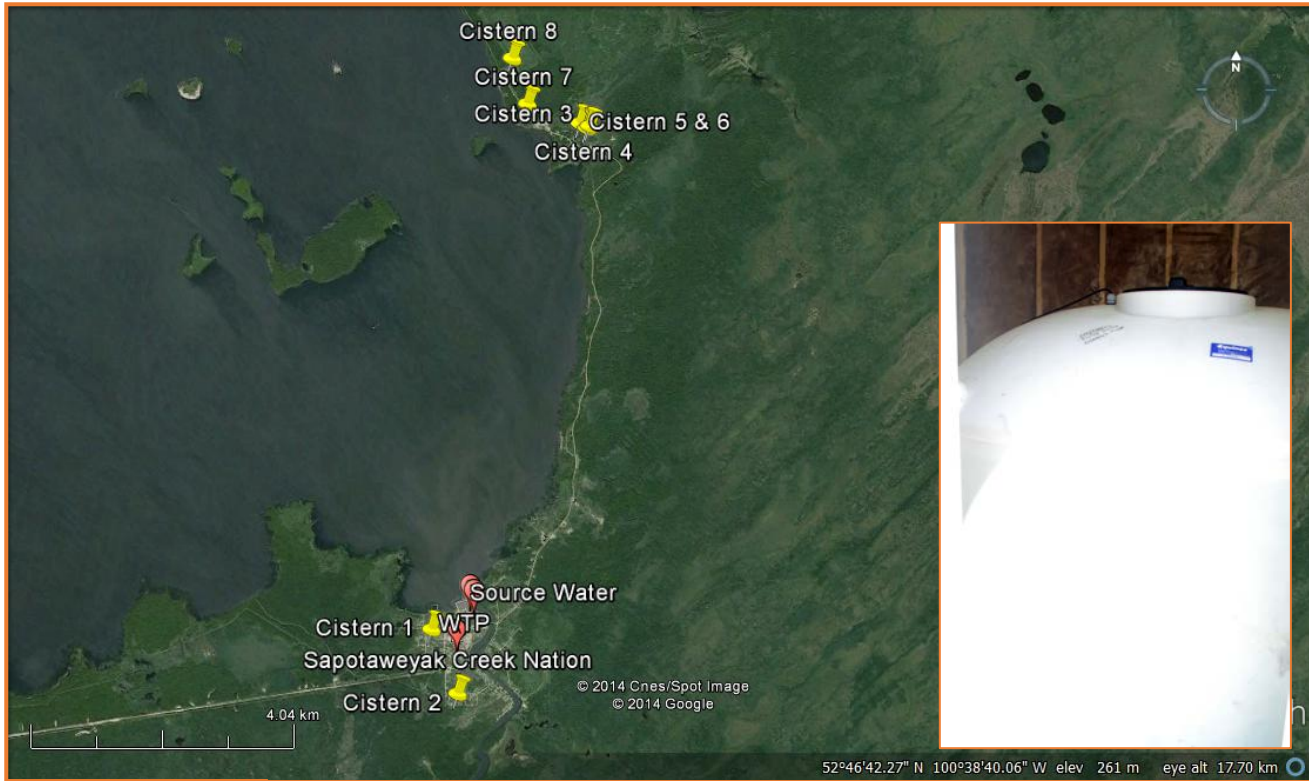 Cistern 8
N
Cistern 7
Cistern 3
Cistern 5 & 6
Cistern 4
Source Water
Cistern 1
WTP
Sapotaweyak Creek Nation
Cistern 2
© 2014 Cnes/Spot Image
© 2014 Google
4.04 km
52°46'42.27" N 100°38'40.06" W elev 261 m eye alt 17.70 km